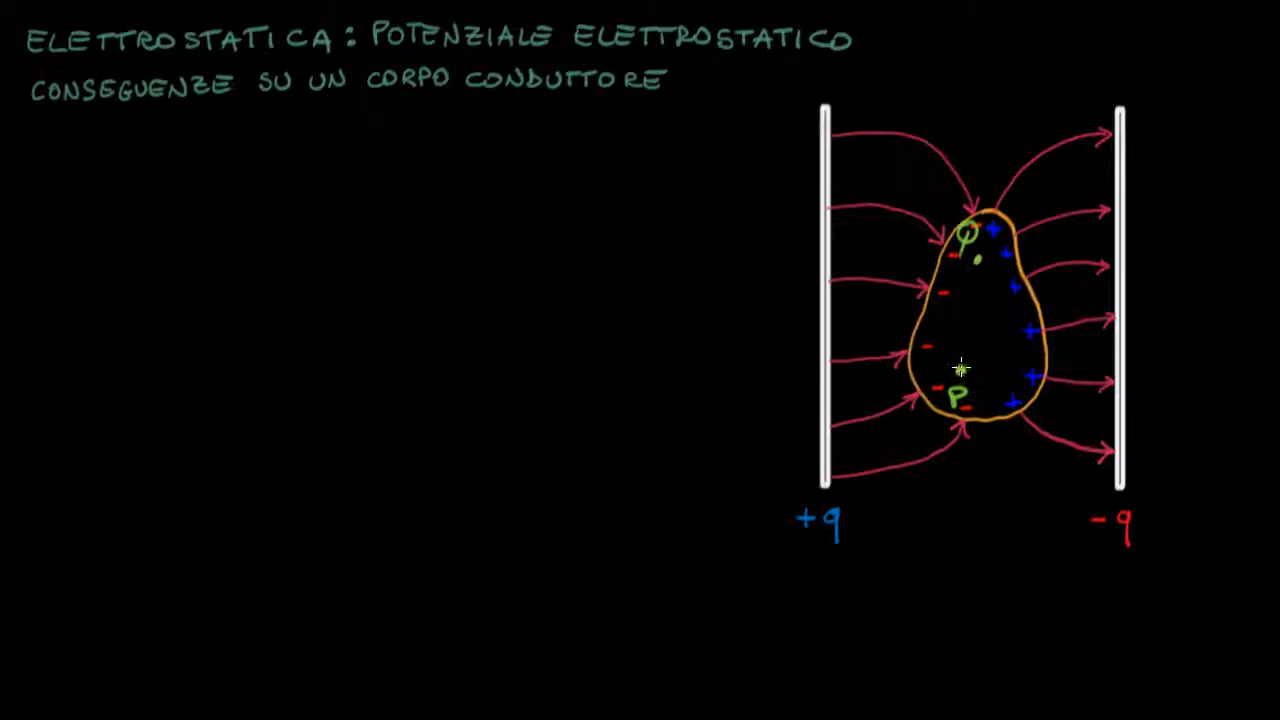 ELETTROSTATICA: POTENZIALE ELETTROSTATICO
CONSEGUENZE SU UN CORPO CONDUTTORE
Q
P
+q
-q